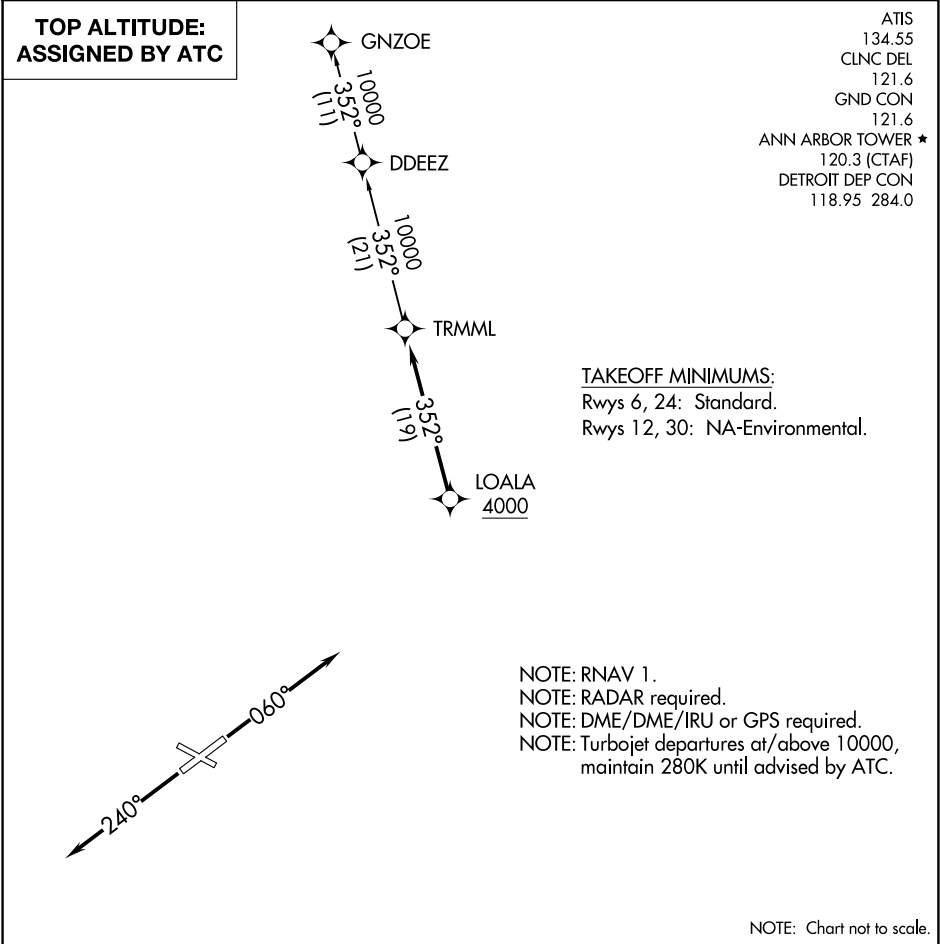 TOP ALTITUDE:
ASSIGNED BY ATC
ATIS
134.55
CLNC DEL
121.6
GND CON
121.6
ANN ARBOR TOWER ★
120.3 (CTAF)
DETROIT DEP CON
118.95 284.0
GNZOE
10000
352°
(11)
DDEEZ
10000
352°
(21)
TRMML
352°
(19)
LOALA
4000
TAKEOFF MINIMUMS:
Rwys 6, 24: Standard.
Rwys 12, 30: NA-Environmental.
060°
240°
NOTE: RNAV 1.
NOTE: RADAR required.
NOTE: DME/DME/IRU or GPS required.
NOTE: Turbojet departures at/above 10000,
maintain 280K until advised by ATC.
NOTE: Chart not to scale.